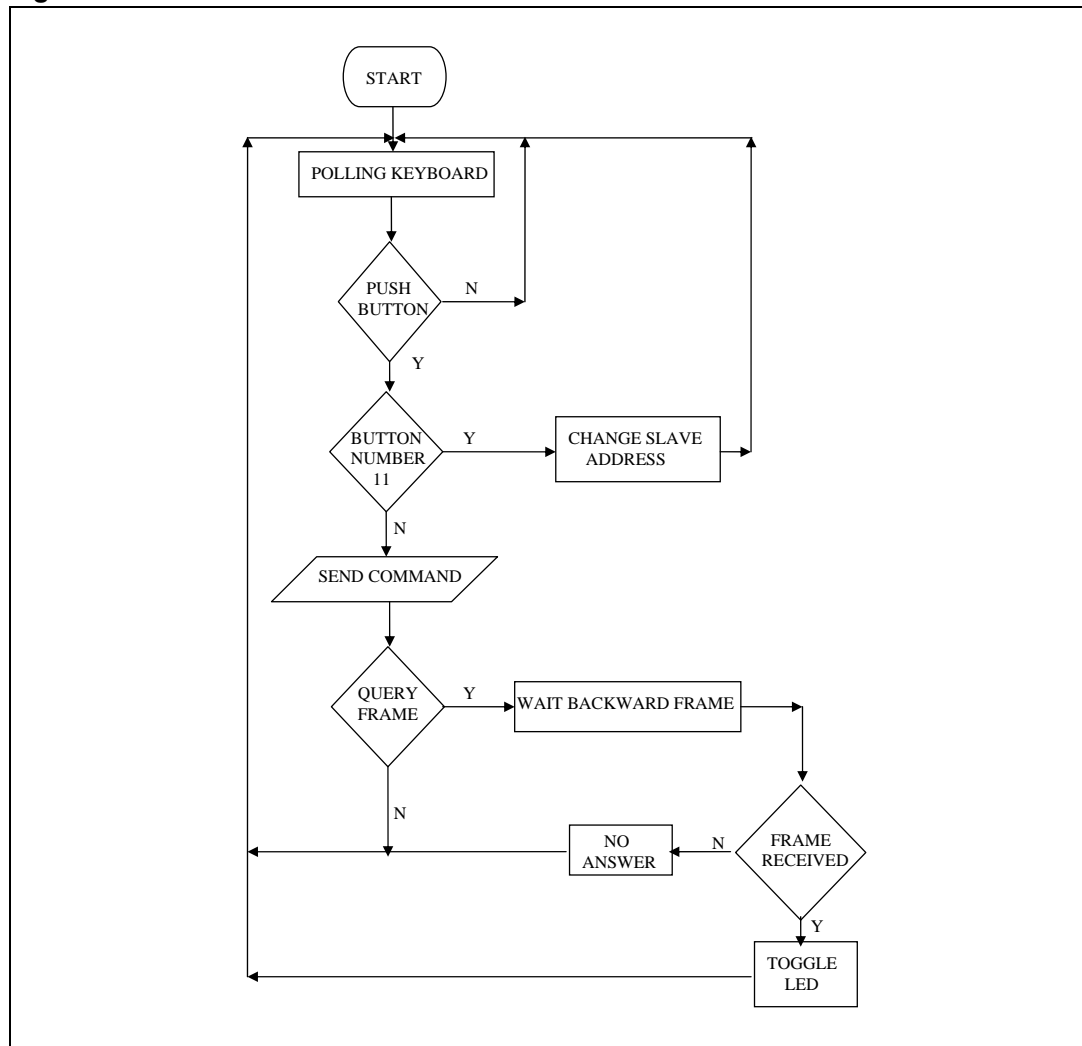 START
POLLING KEYBOARD
PUSH
BUTTON
N
Y
BUTTON
NUMBER
11
Y
CHANGE SLAVE
ADDRESS
N
SEND COMMAND
QUERY
FRAME
Y
WAIT BACKWARD FRAME
N
FRAME
RECEIVED
N
NO
ANSWER
Y
TOGGLE
LED